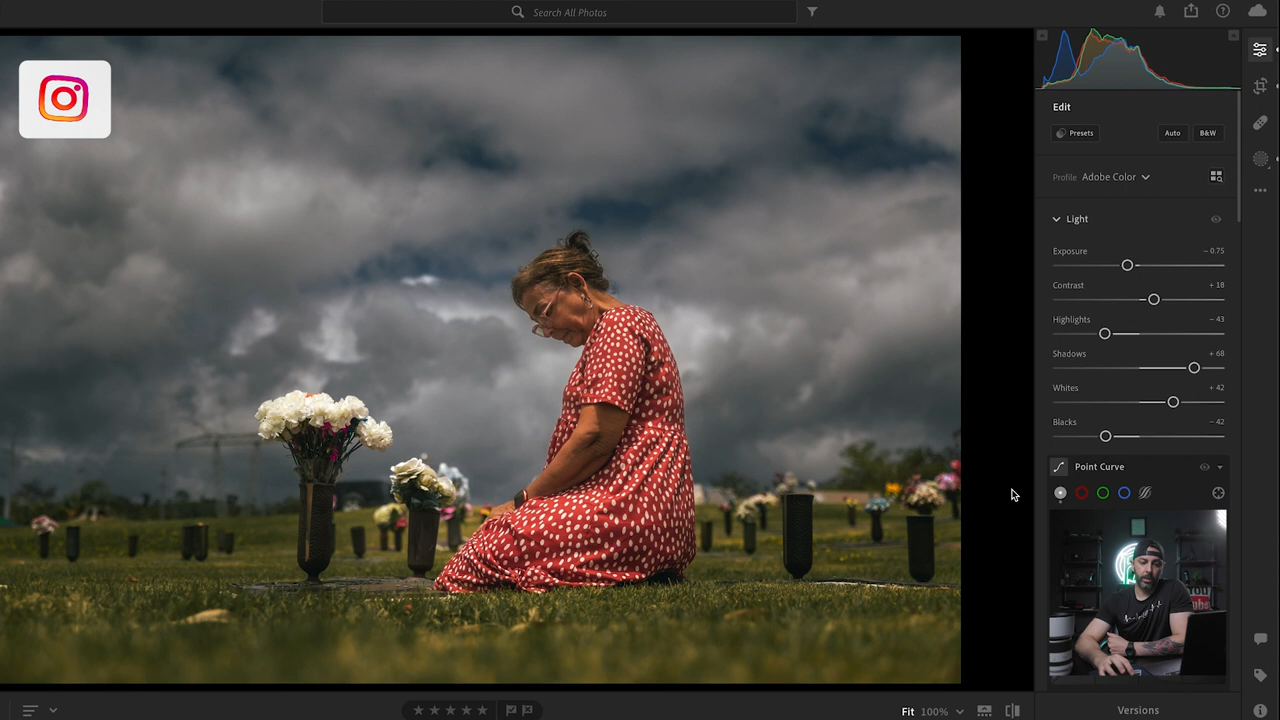 Search All Photos
Edit
Presets
Auto
B&W
Profile Adobe Color
Light
Exposure − 0.75
Contrast + 18
Highlights − 43
Shadows + 68
Whites + 42
Blacks − 42
Point Curve
You
Fit 100%
Versions